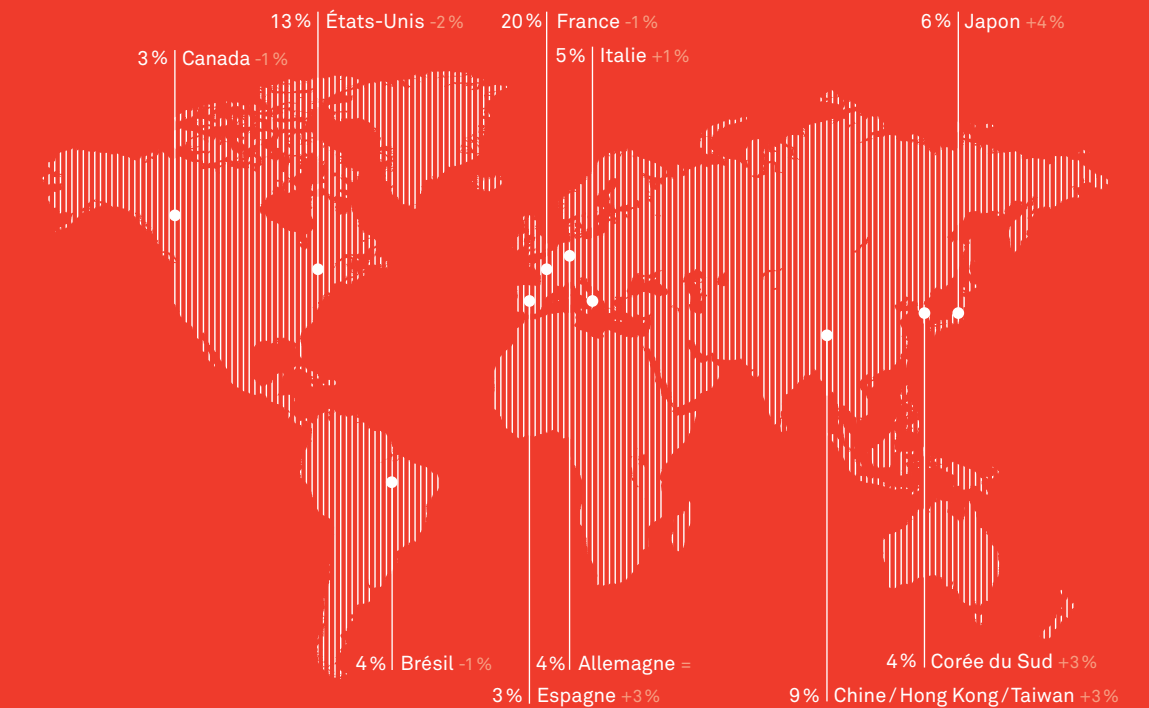 13% États-Unis -2%
20% France -1%
6% Japon +4%
3% Canada -1%
5% Italie +1%
4% Brésil -1%
4% Allemagne =
4% Corée du Sud +3%
3% Espagne +3%
9% Chine/Hong Kong/Taiwan +3%